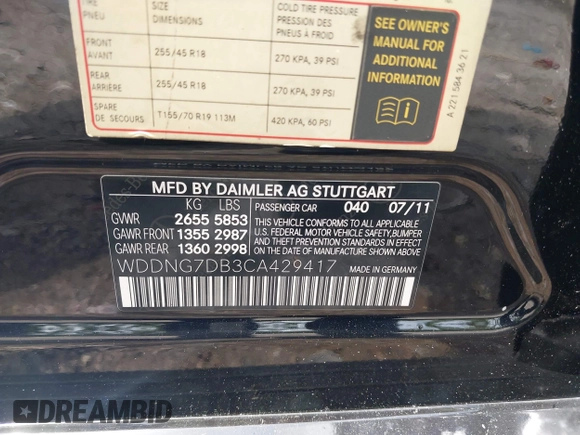 TIRE SIZE COLD TIRE PRESSURE
PNEU DIMENSIONS PRESSION DES
PNEUS À FROID
FRONT
AVANT 255/45 R18 270 KPA, 39 PSI
REAR
ARRIÈRE 255/45 R18 270 KPA, 39 PSI
SPARE
DE SECOURS T155/70 R19 113M 420 KPA, 60 PSI
SEE OWNER'S
MANUAL FOR
ADDITIONAL
INFORMATION
A 221 584 36 21
MFD BY DAIMLER AG STUTTGART
KG LBS PASSENGER CAR 040 07/11
GVWR 2655 5853
GAWR FRONT 1355 2987
GAWR REAR 1360 2998
THIS VEHICLE CONFORMS TO ALL APPLICABLE
U.S. FEDERAL MOTOR VEHICLE SAFETY, BUMPER,
AND THEFT PREVENTION STANDARDS IN EFFECT
ON THE DATE OF MANUFACTURE SHOWN ABOVE.
WDDNG7DB3CA429417 MADE IN GERMANY
DREAMBID